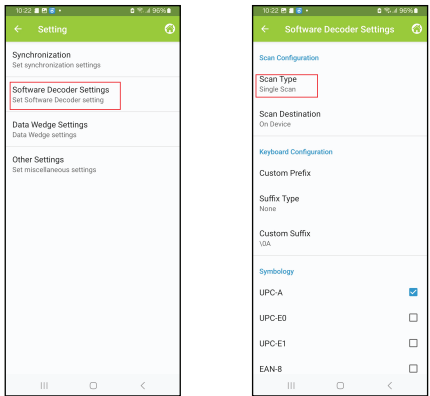 10:22
96%
Setting
Synchronization
Set synchronization settings
Software Decoder Settings
Set Software Decoder setting
Data Wedge Settings
Data Wedge settings
Other Settings
Set miscellaneous settings
10:22
96%
Software Decoder Settings
Scan Configuration
Scan Type
Single Scan
Scan Destination
On Device
Keyboard Configuration
Custom Prefix
Suffix Type
None
Custom Suffix
\0A
Symbology
UPC-A
UPC-E0
UPC-E1
EAN-8